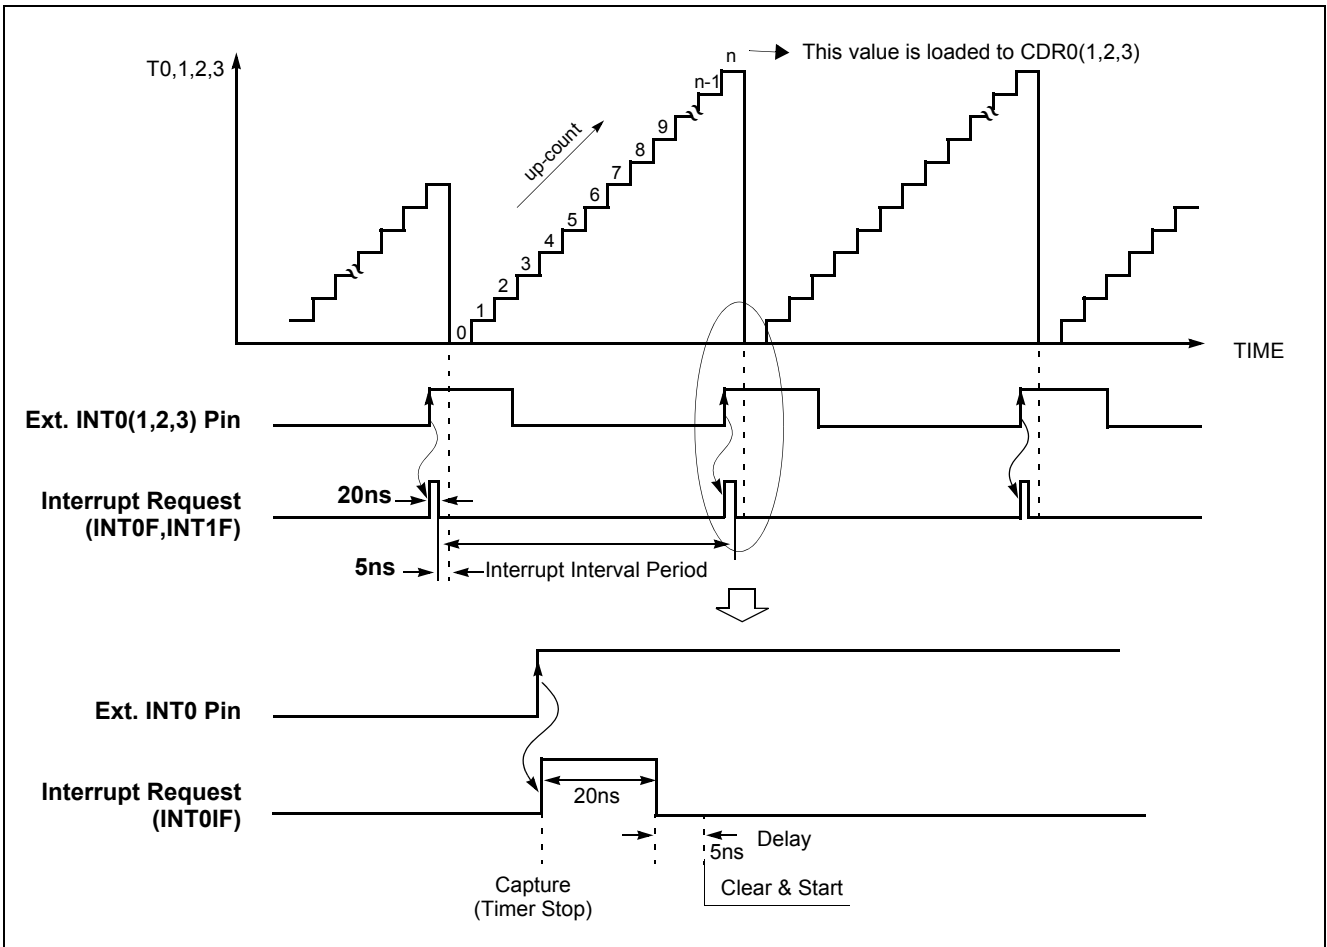 T0,1,2,3
n
This value is loaded to CDR0(1,2,3)
n-1
9
8
7
6
5
4
3
2
1
0
up-count
TIME
Ext. INT0(1,2,3) Pin
Interrupt Request
(INT0F,INT1F)
20ns
5ns
Interrupt Interval Period
Ext. INT0 Pin
Interrupt Request
(INT0IF)
20ns
5ns
Delay
Capture
(Timer Stop)
Clear & Start